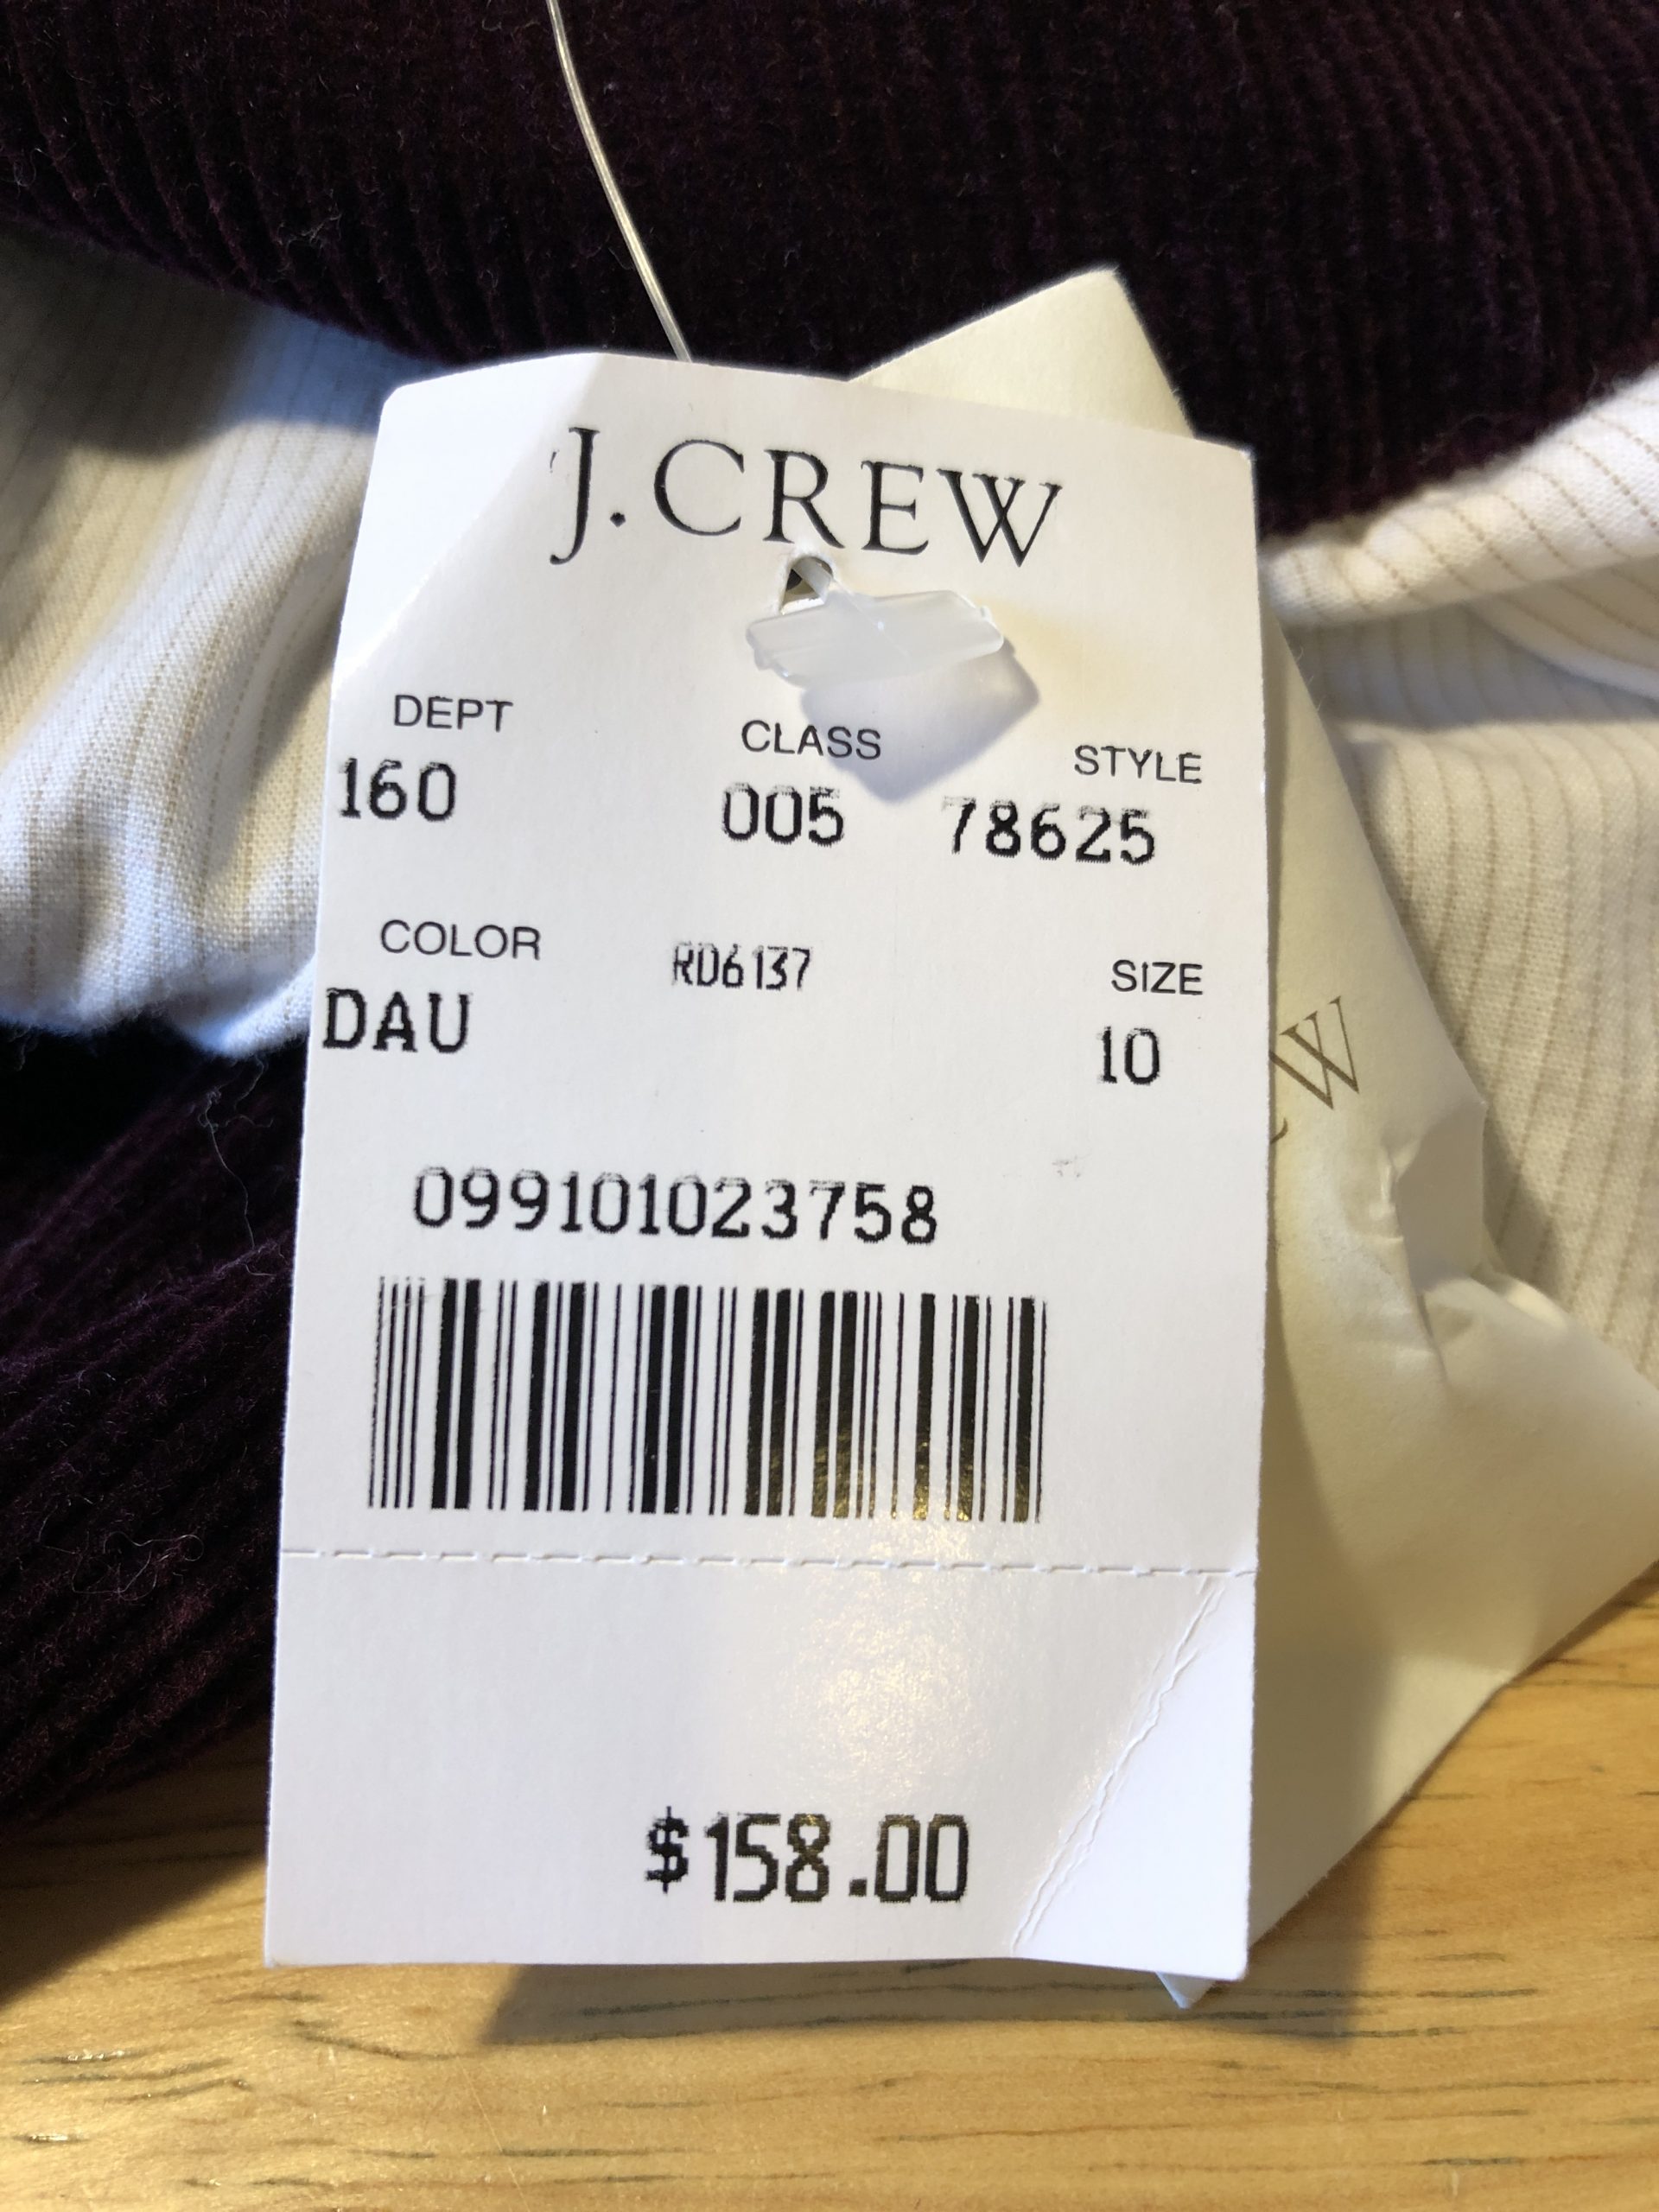 J.CREW
DEPT CLASS STYLE
160 005 78625
COLOR RD6137 SIZE
DAU 10
W
099101023758
$158.00